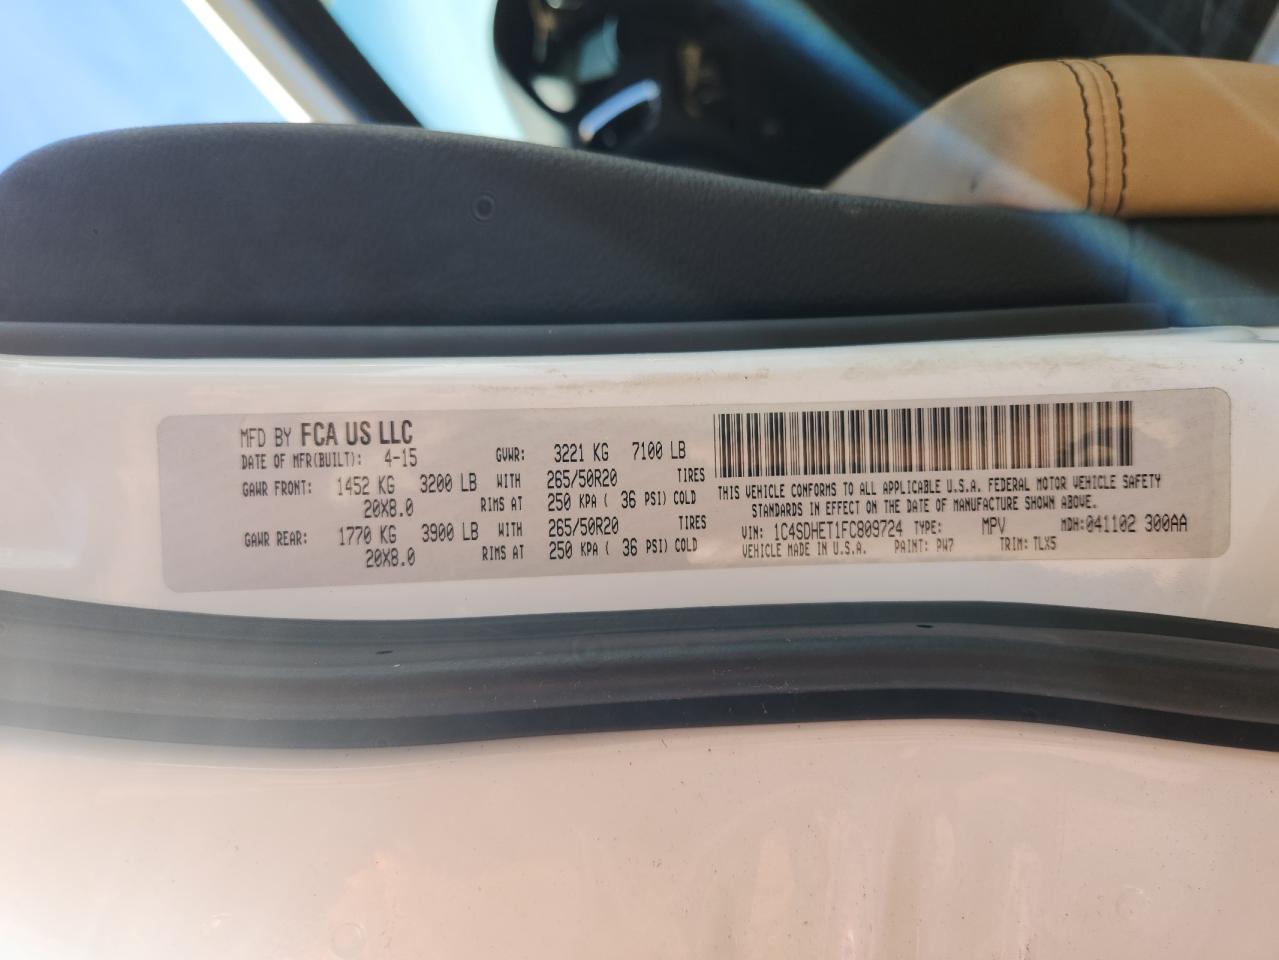 MFD BY FCA US LLC
DATE OF MFR(BUILT): 4-15 GVWR: 3221 KG 7100 LB
GAWR FRONT: 1452 KG 3200 LB WITH 265/50R20 TIRES
20X8.0 RIMS AT 250 KPA ( 36 PSI) COLD
GAWR REAR: 1770 KG 3900 LB WITH 265/50R20 TIRES
20X8.0 RIMS AT 250 KPA ( 36 PSI) COLD
THIS VEHICLE CONFORMS TO ALL APPLICABLE U.S.A. FEDERAL MOTOR VEHICLE SAFETY
STANDARDS IN EFFECT ON THE DATE OF MANUFACTURE SHOWN ABOVE.
VIN: 1C4SDHET1FC809724 TYPE: MPV MDH:041102 300AA
VEHICLE MADE IN U.S.A. PAINT: PW7 TRIM: TLX5